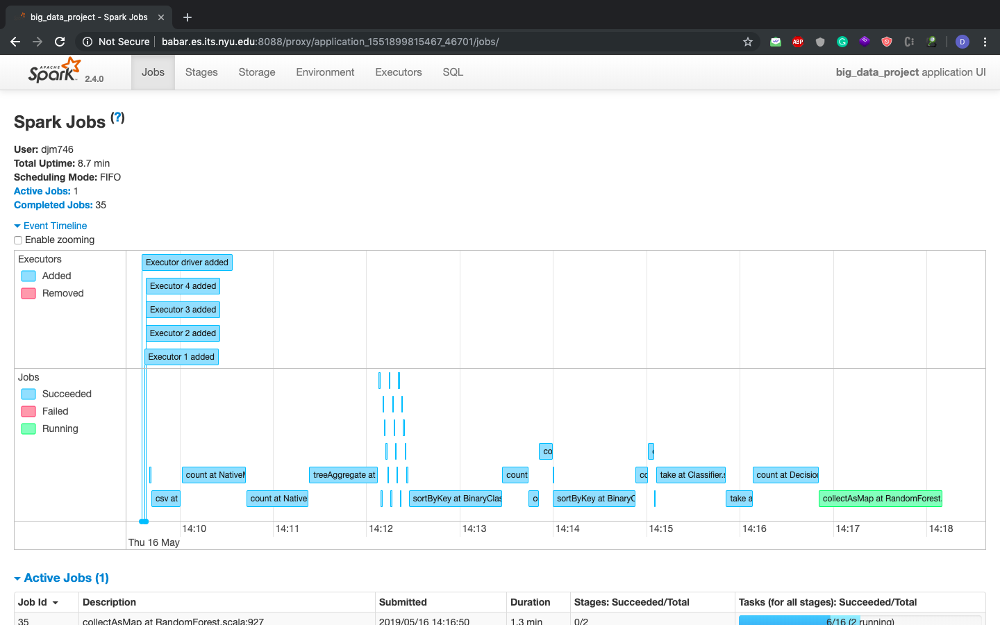 big_data_project - Spark Jobs
Not Secure babar.es.its.nyu.edu:8088/proxy/application_1551899815467_46701/jobs/
ABP
D
APACHE
Spark 2.4.0
Jobs Stages Storage Environment Executors SQL
big_data_project application UI
Spark Jobs (?)
User: djm746
Total Uptime: 8.7 min
Scheduling Mode: FIFO
Active Jobs: 1
Completed Jobs: 35
Event Timeline
Enable zooming
Executors
Added
Removed
Executor driver added
Executor 4 added
Executor 3 added
Executor 2 added
Executor 1 added
Jobs
Succeeded
Failed
Running
co
count at Native
treeAggregate at
count
co
take at Classifier.s
count at Decisio
csv at
count at Native
sortByKey at BinaryClas
sortByKey at Binary
take a
collectAsMap at RandomForest.
14:10 14:11 14:12 14:13 14:14 14:15 14:16 14:17 14:18
Thu 16 May
Active Jobs (1)
Job Id Description Submitted Duration Stages: Succeeded/Total Tasks (for all stages): Succeeded/Total
35 collectAsMap at RandomForest.scala:927 2019/05/16 14:16:50 1.3 min 0/2 6/16 (2 running)